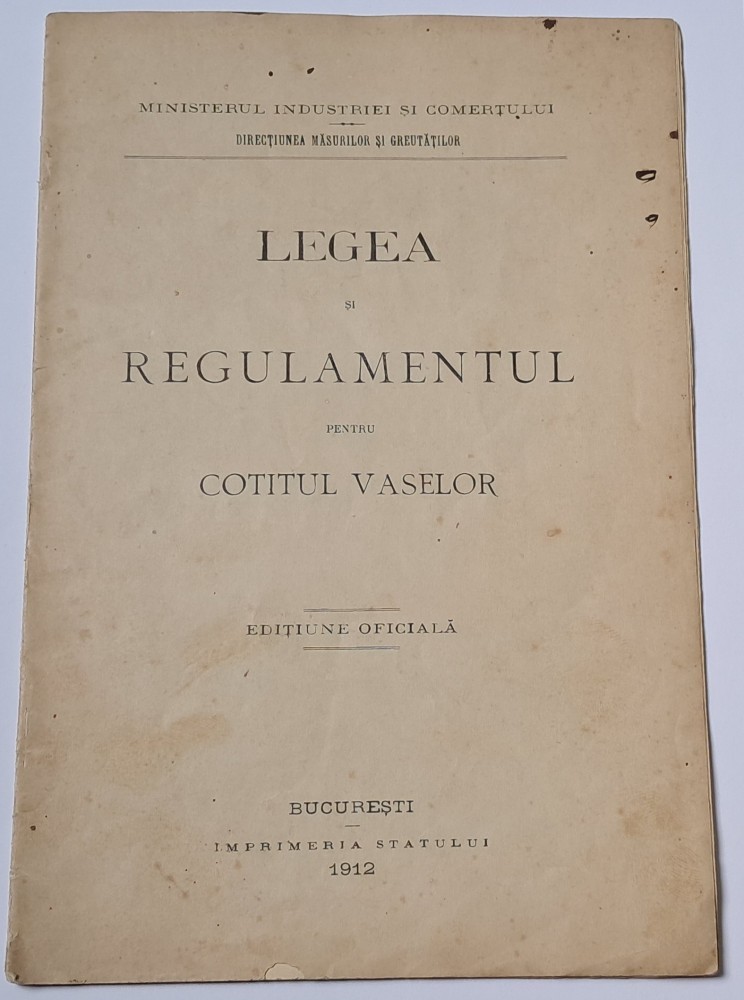 MINISTERUL INDUSTRIEI ȘI COMERȚULUI
DIRECȚIUNEA MĂSURILOR ȘI GREUTĂȚILOR
LEGEA
ȘI
REGULAMENTUL
PENTRU
COTITUL VASELOR
EDIȚIUNE OFICIALĂ
BUCUREȘTI
IMPRIMERIA STATULUI
1912